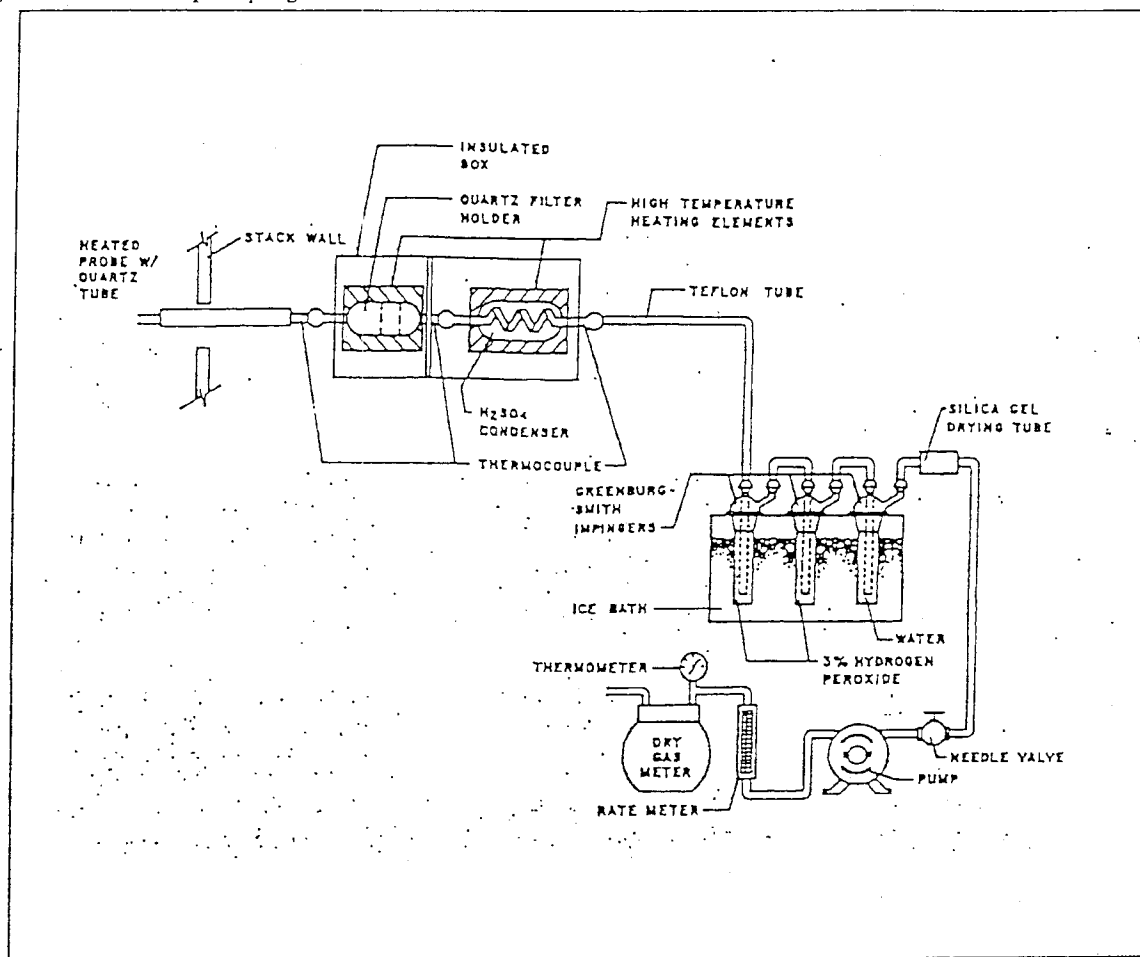 INSULATED
BOX
QUARTZ FILTER
HOLDER
HIGH TEMPERATURE
HEATING ELEMENTS
STACK WALL
HEATED
PROBE W/
QUARTZ
TUBE
TEFLON TUBE
H2SO4
CONDENSER
THERMOCOUPLE
SILICA GEL
DRYING TUBE
GREENBURG-
SMITH
IMPINGERS
ICE BATH
WATER
3% HYDROGEN
PEROXIDE
THERMOMETER
DRY
GAS
METER
NEEDLE VALVE
PUMP
RATE METER